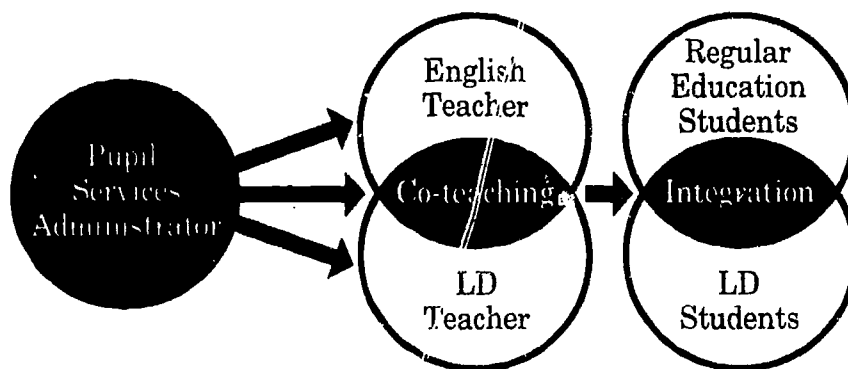 Pupil
Services
Administrator
English
Teacher
Co-teaching
LD
Teacher
Regular
Education
Students
Integration
LD
Students